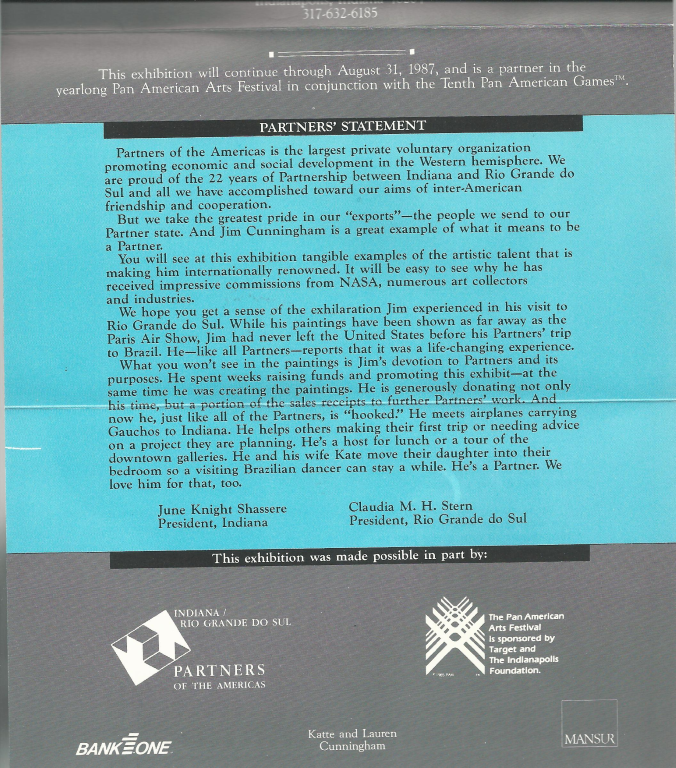 317-632-6185
This exhibition will continue through August 31, 1987, and is a partner in the
yearlong Pan American Arts Festival in conjunction with the Tenth Pan American Games™.
PARTNERS' STATEMENT
Partners of the Americas is the largest private voluntary organization
promoting economic and social development in the Western hemisphere. We
are proud of the 22 years of Partnership between Indiana and Rio Grande do
Sul and all we have accomplished toward our aims of inter-American
friendship and cooperation.
But we take the greatest pride in our "exports"—the people we send to our
Partner state. And Jim Cunningham is a great example of what it means to be
a Partner.
You will see at this exhibition tangible examples of the artistic talent that is
making him internationally renowned. It will be easy to see why he has
received impressive commissions from NASA, numerous art collectors
and industries.
We hope you get a sense of the exhilaration Jim experienced in his visit to
Rio Grande do Sul. While his paintings have been shown as far away as the
Paris Air Show, Jim had never left the United States before his Partners' trip
to Brazil. He—like all Partners—reports that it was a life-changing experience.
What you won't see in the paintings is Jim's devotion to Partners and its
purposes. He spent weeks raising funds and promoting this exhibit—at the
same time he was creating the paintings. He is generously donating not only
his time, but a portion of the sales receipts to further Partners' work. And
now he, just like all of the Partners, is "hooked." He meets airplanes carrying
Gauchos to Indiana. He helps others making their first trip or needing advice
on a project they are planning. He's a host for lunch or a tour of the
downtown galleries. He and his wife Kate move their daughter into their
bedroom so a visiting Brazilian dancer can stay a while. He's a Partner. We
love him for that, too.
June Knight Shassere
President, Indiana
Claudia M. H. Stern
President, Rio Grande do Sul
This exhibition was made possible in part by:
INDIANA /
RIO GRANDE DO SUL
PARTNERS
OF THE AMERICAS
The Pan American
Arts Festival
is sponsored by
Target and
The Indianapolis
Foundation.
BANK ONE
Katte and Lauren
Cunningham
MANSUR